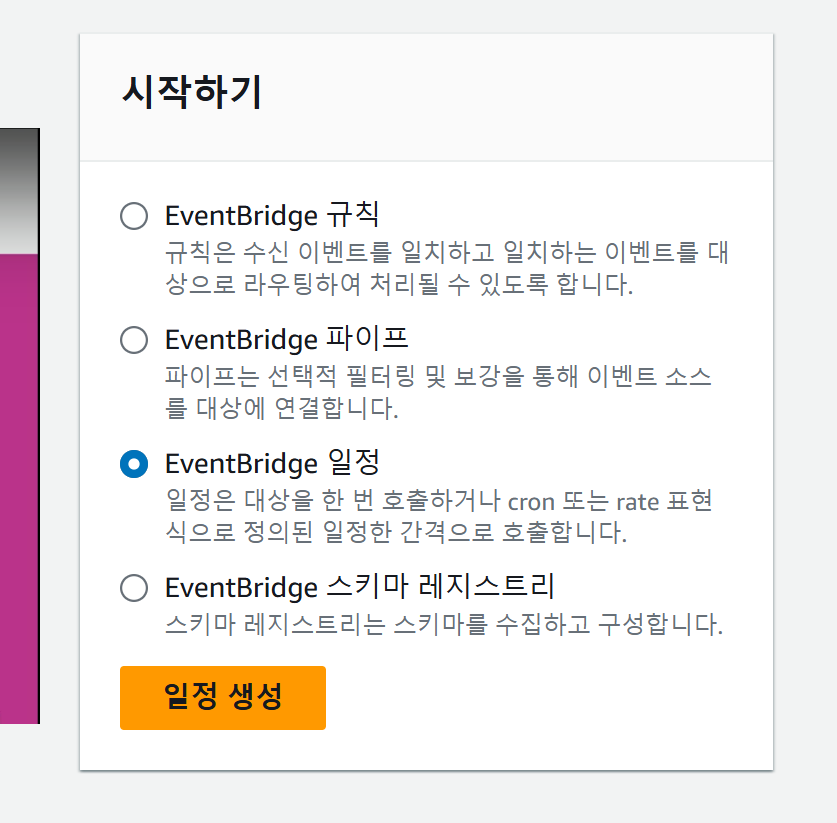 시작하기
EventBridge 규칙
규칙은 수신 이벤트를 일치하고 일치하는 이벤트를 대
상으로 라우팅하여 처리될 수 있도록 합니다.
EventBridge 파이프
파이프는 선택적 필터링 및 보강을 통해 이벤트 소스
를 대상에 연결합니다.
EventBridge 일정
일정은 대상을 한 번 호출하거나 cron 또는 rate 표현
식으로 정의된 일정한 간격으로 호출합니다.
EventBridge 스키마 레지스트리
스키마 레지스트리는 스키마를 수집하고 구성합니다.
일정 생성